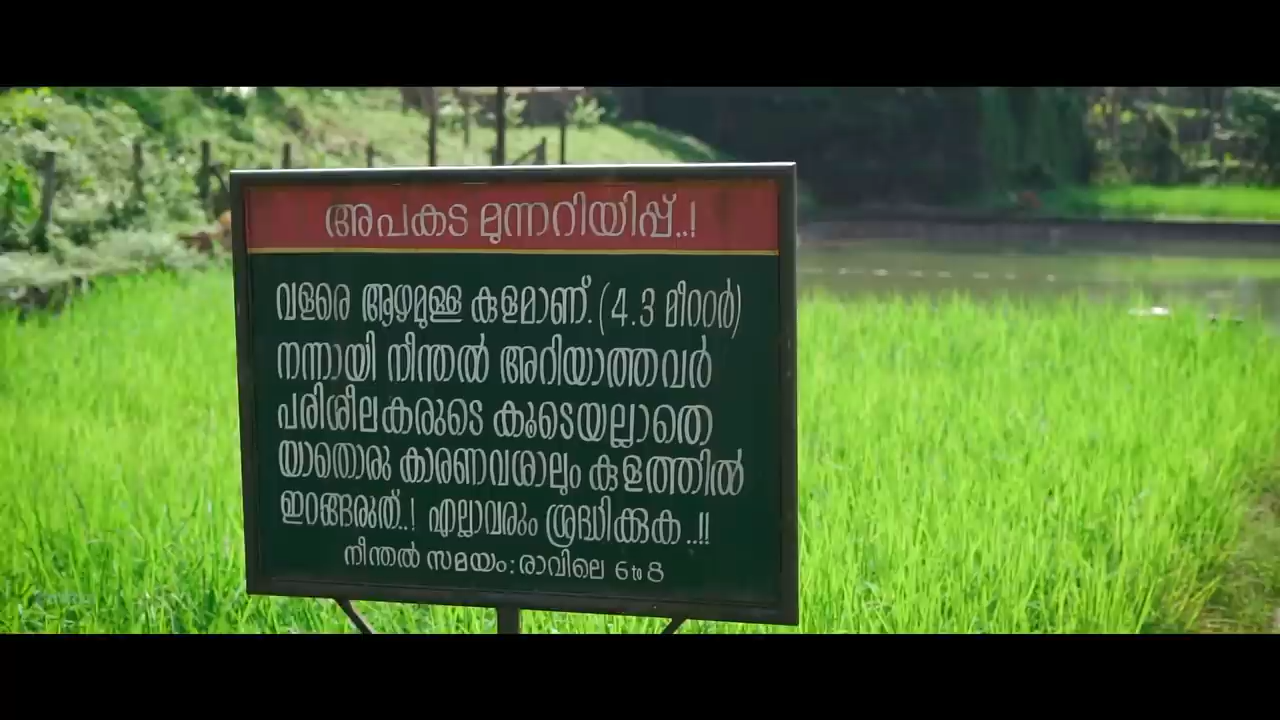 അപകട മുന്നറിയിപ്പ്..!
വളരെ ആഴമുള്ള കുളമാണ്.(4.3 മീറ്റർ)
നന്നായി നീന്തൽ അറിയാത്തവർ
പരിശീലകരുടെ കൂടെയല്ലാതെ
യാതൊരു കാരണവശാലും കുളത്തിൽ
ഇറങ്ങരുത്..! എല്ലാവരും ശ്രദ്ധിക്കുക..!!
നീന്തൽ സമയം:രാവിലെ 6 to 8